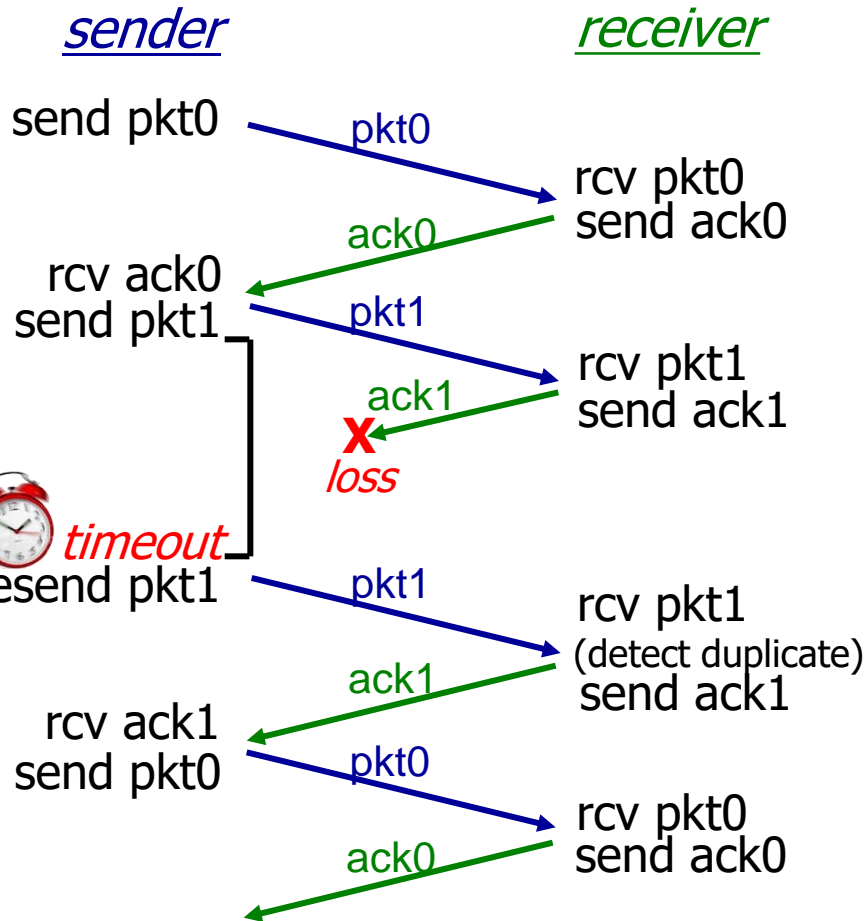 sender
receiver
send pkt0
pkt0
rcv pkt0
send ack0
ack0
rcv ack0
send pkt1
pkt1
rcv pkt1
send ack1
ack1
X
loss
timeout
esend pkt1
pkt1
rcv pkt1
(detect duplicate)
send ack1
ack1
rcv ack1
send pkt0
pkt0
rcv pkt0
send ack0
ack0